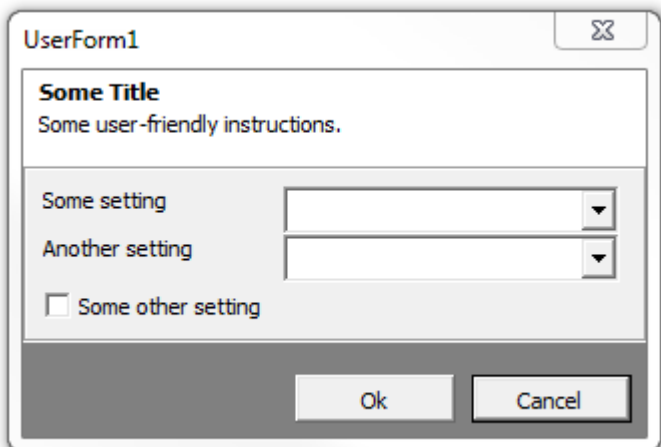 UserForm1
Some Title
Some user-friendly instructions.
Some setting
Another setting
Some other setting
Ok
Cancel